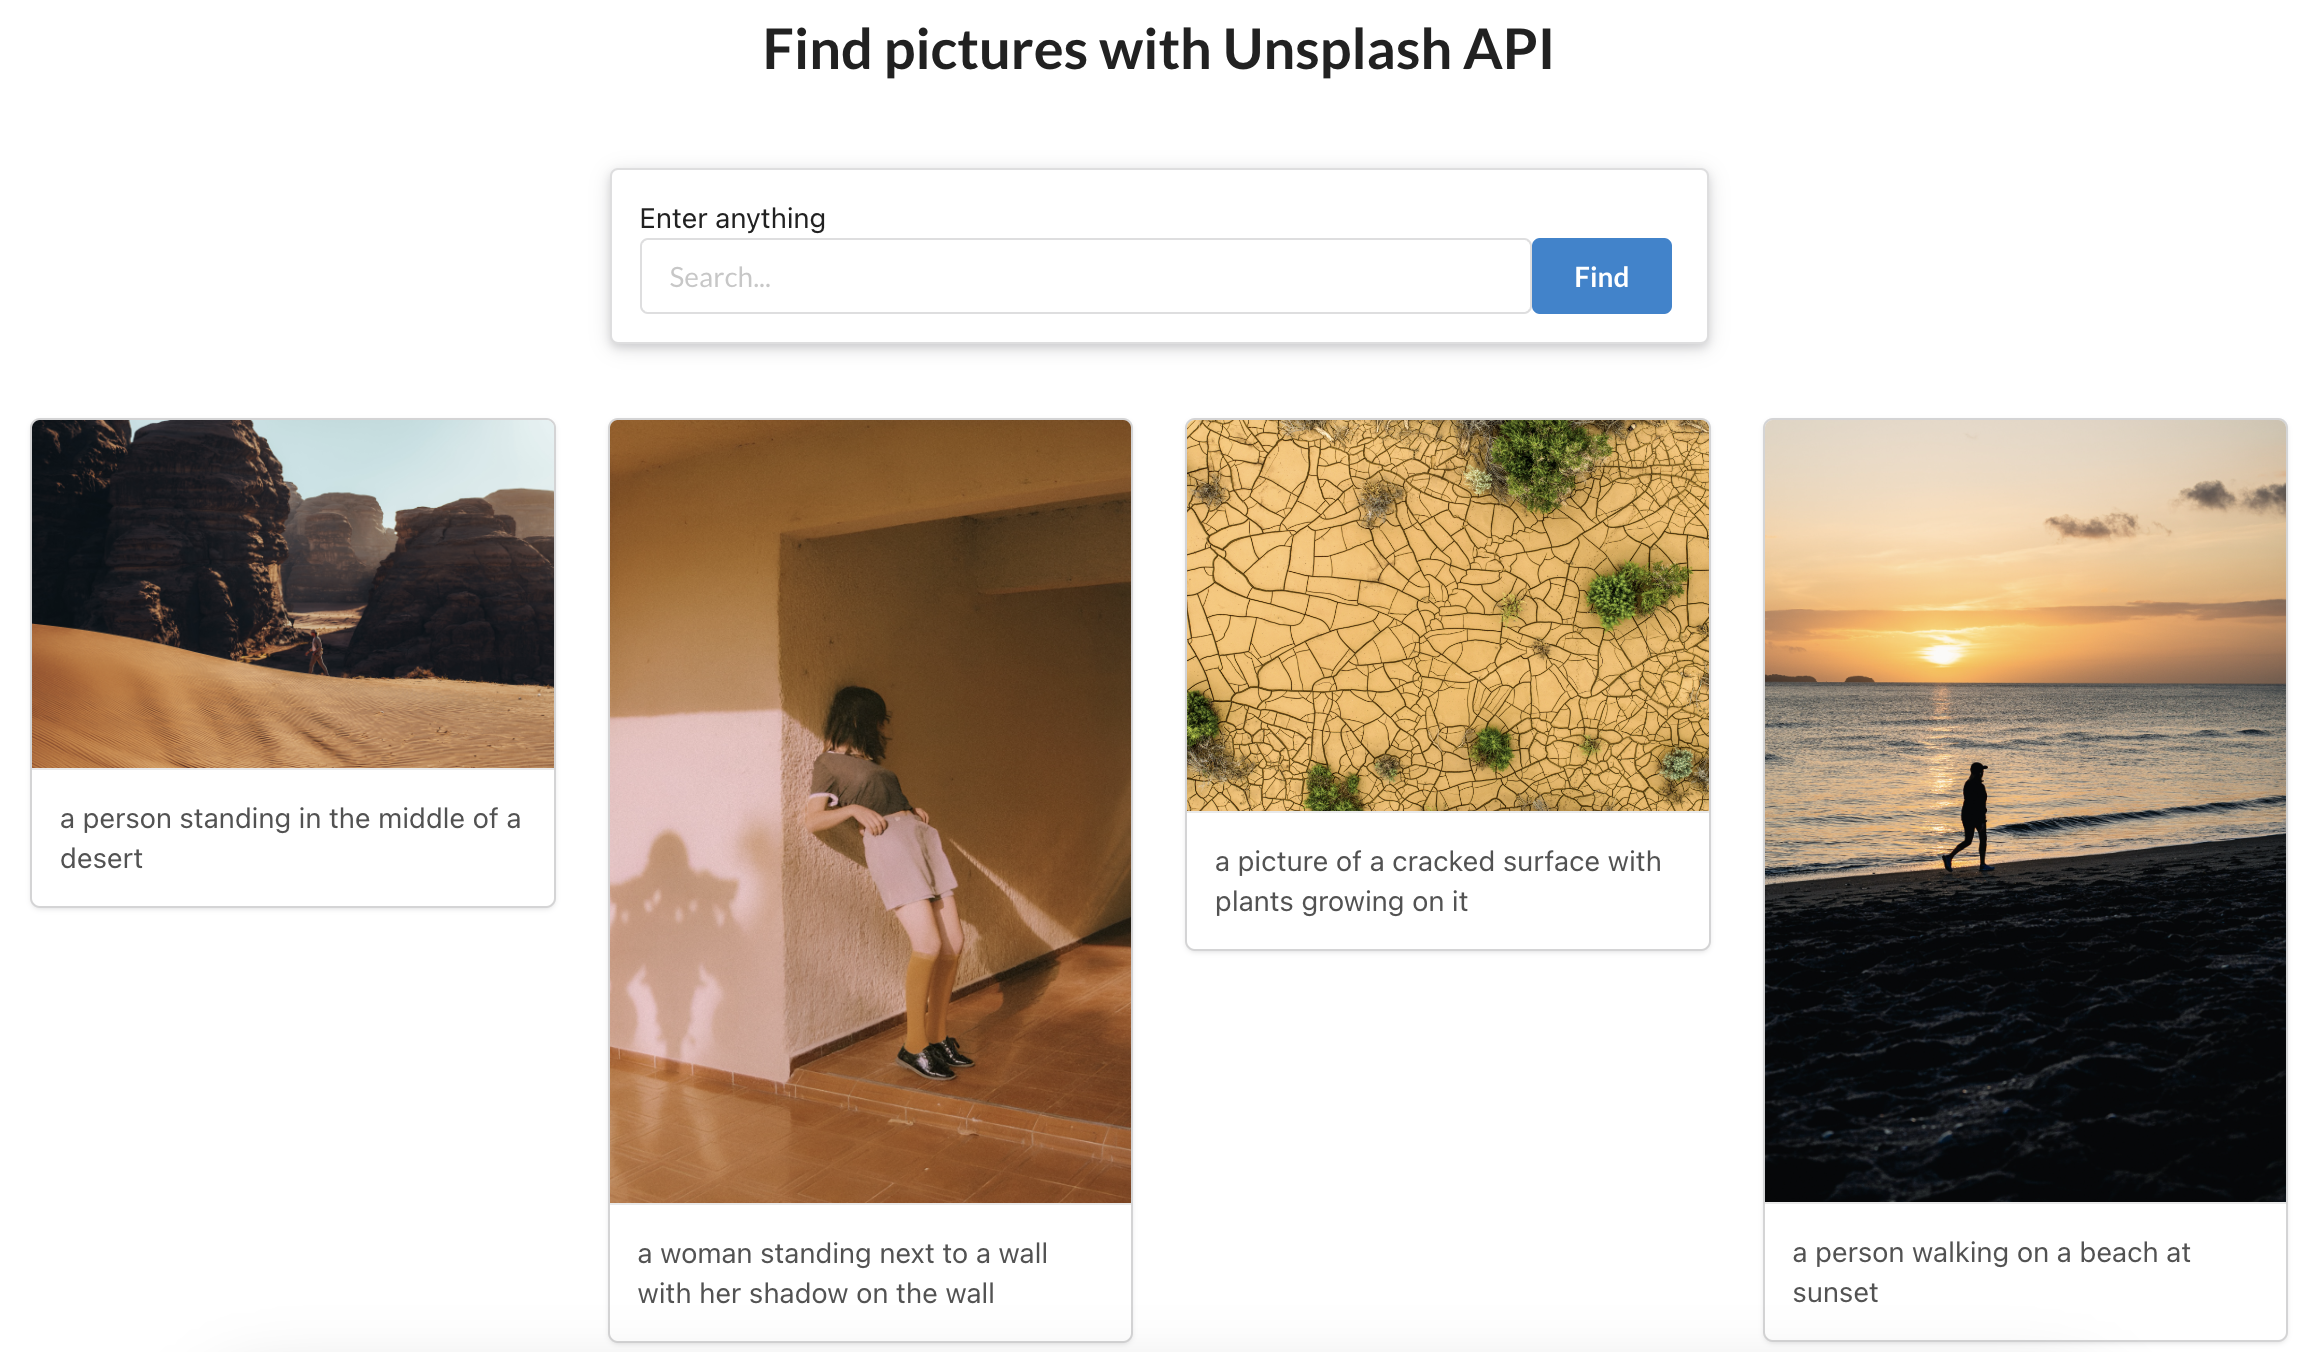 Find pictures with Unsplash API
Enter anything
Search...
Find
a person standing in the middle of a
desert
a woman standing next to a wall
with her shadow on the wall
a picture of a cracked surface with
plants growing on it
a person walking on a beach at
sunset